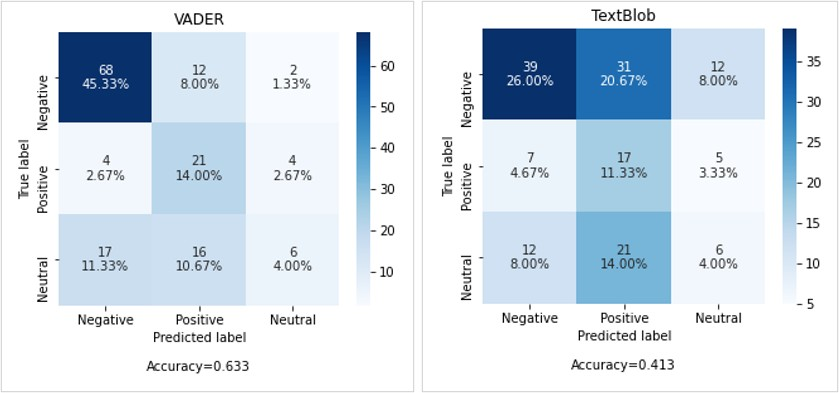 VADER
True label
Negative
Positive
Neutral
68
45.33%
12
8.00%
2
1.33%
4
2.67%
21
14.00%
4
2.67%
17
11.33%
16
10.67%
6
4.00%
Negative
Positive
Neutral
Predicted label
60
50
40
30
20
10
Accuracy=0.633
TextBlob
True label
Negative
Positive
Neutral
39
26.00%
31
20.67%
12
8.00%
7
4.67%
17
11.33%
5
3.33%
12
8.00%
21
14.00%
6
4.00%
Negative
Positive
Neutral
Predicted label
35
30
25
20
15
10
5
Accuracy=0.413